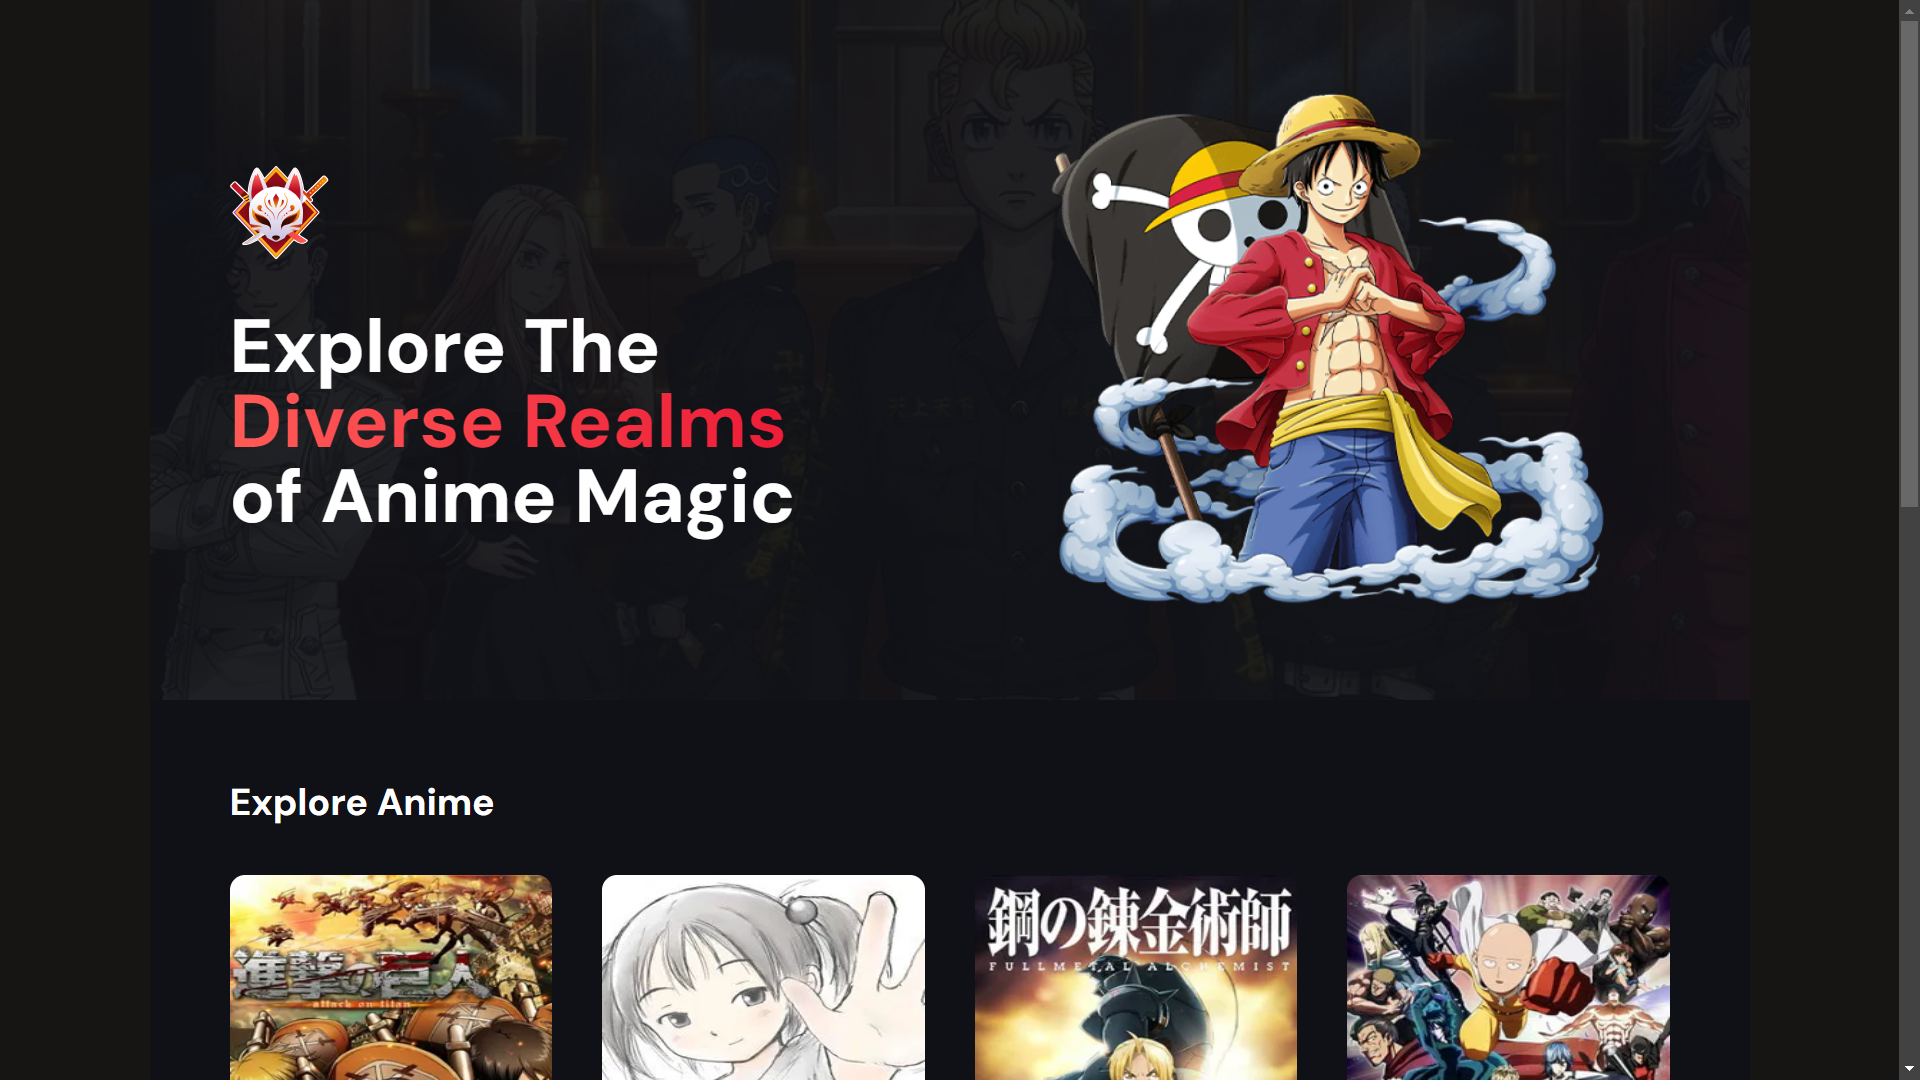 Explore The
Diverse Realms
of Anime Magic
Explore Anime
進撃の巨人
attack on titan
鋼の錬金術師
FULLMETAL ALCHEMIST